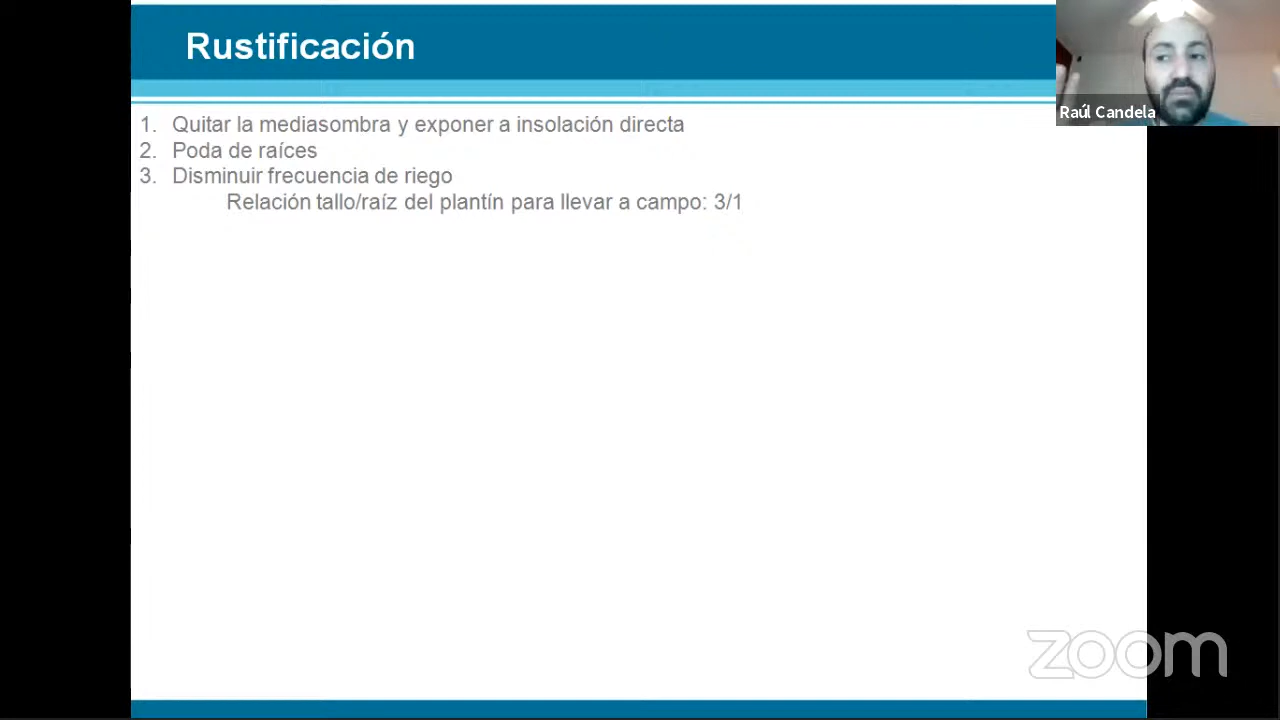 Rustificación
Raúl Candela
1. Quitar la mediasombra y exponer a insolación directa
2. Poda de raíces
3. Disminuir frecuencia de riego
Relación tallo/raíz del plantín para llevar a campo: 3/1
zoom